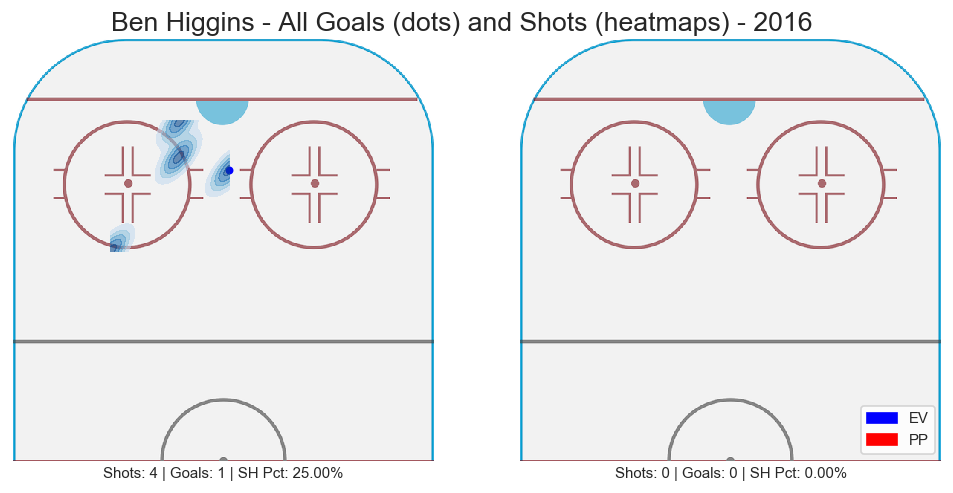 Ben Higgins - All Goals (dots) and Shots (heatmaps) - 2016
EV
PP
Shots: 4 | Goals: 1 | SH Pct: 25.00%
Shots: 0 | Goals: 0 | SH Pct: 0.00%